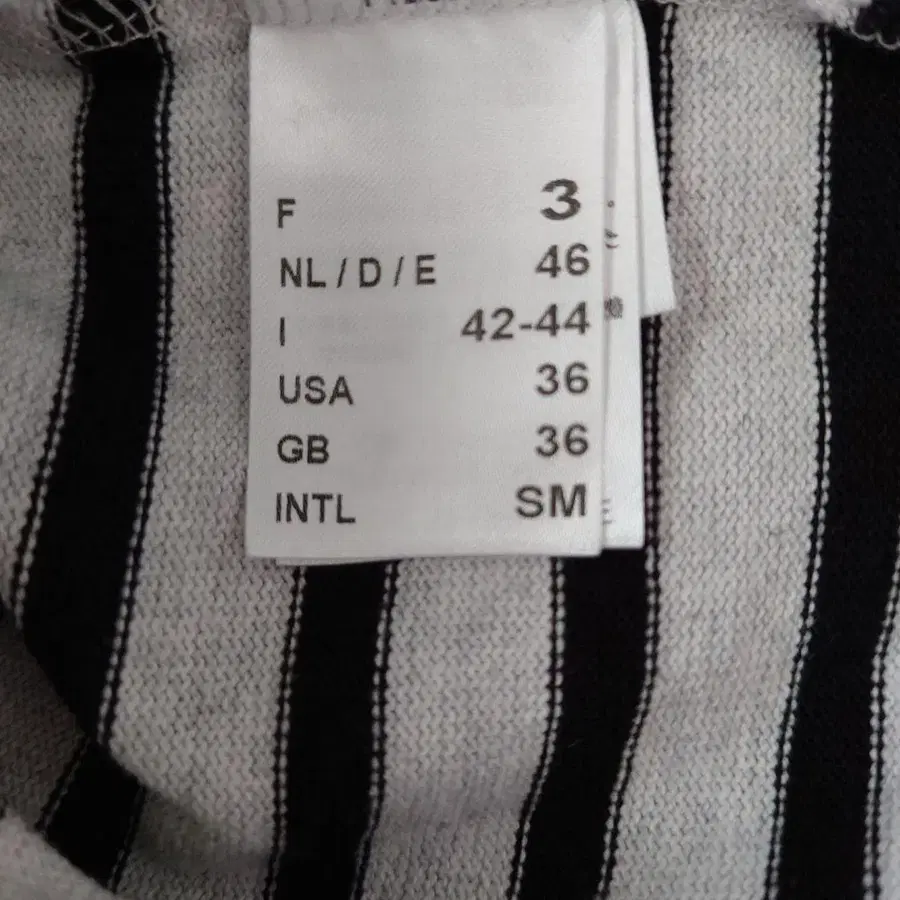 F 3
NL / D / E 46
I 42-44
USA 36
GB 36
INTL SM